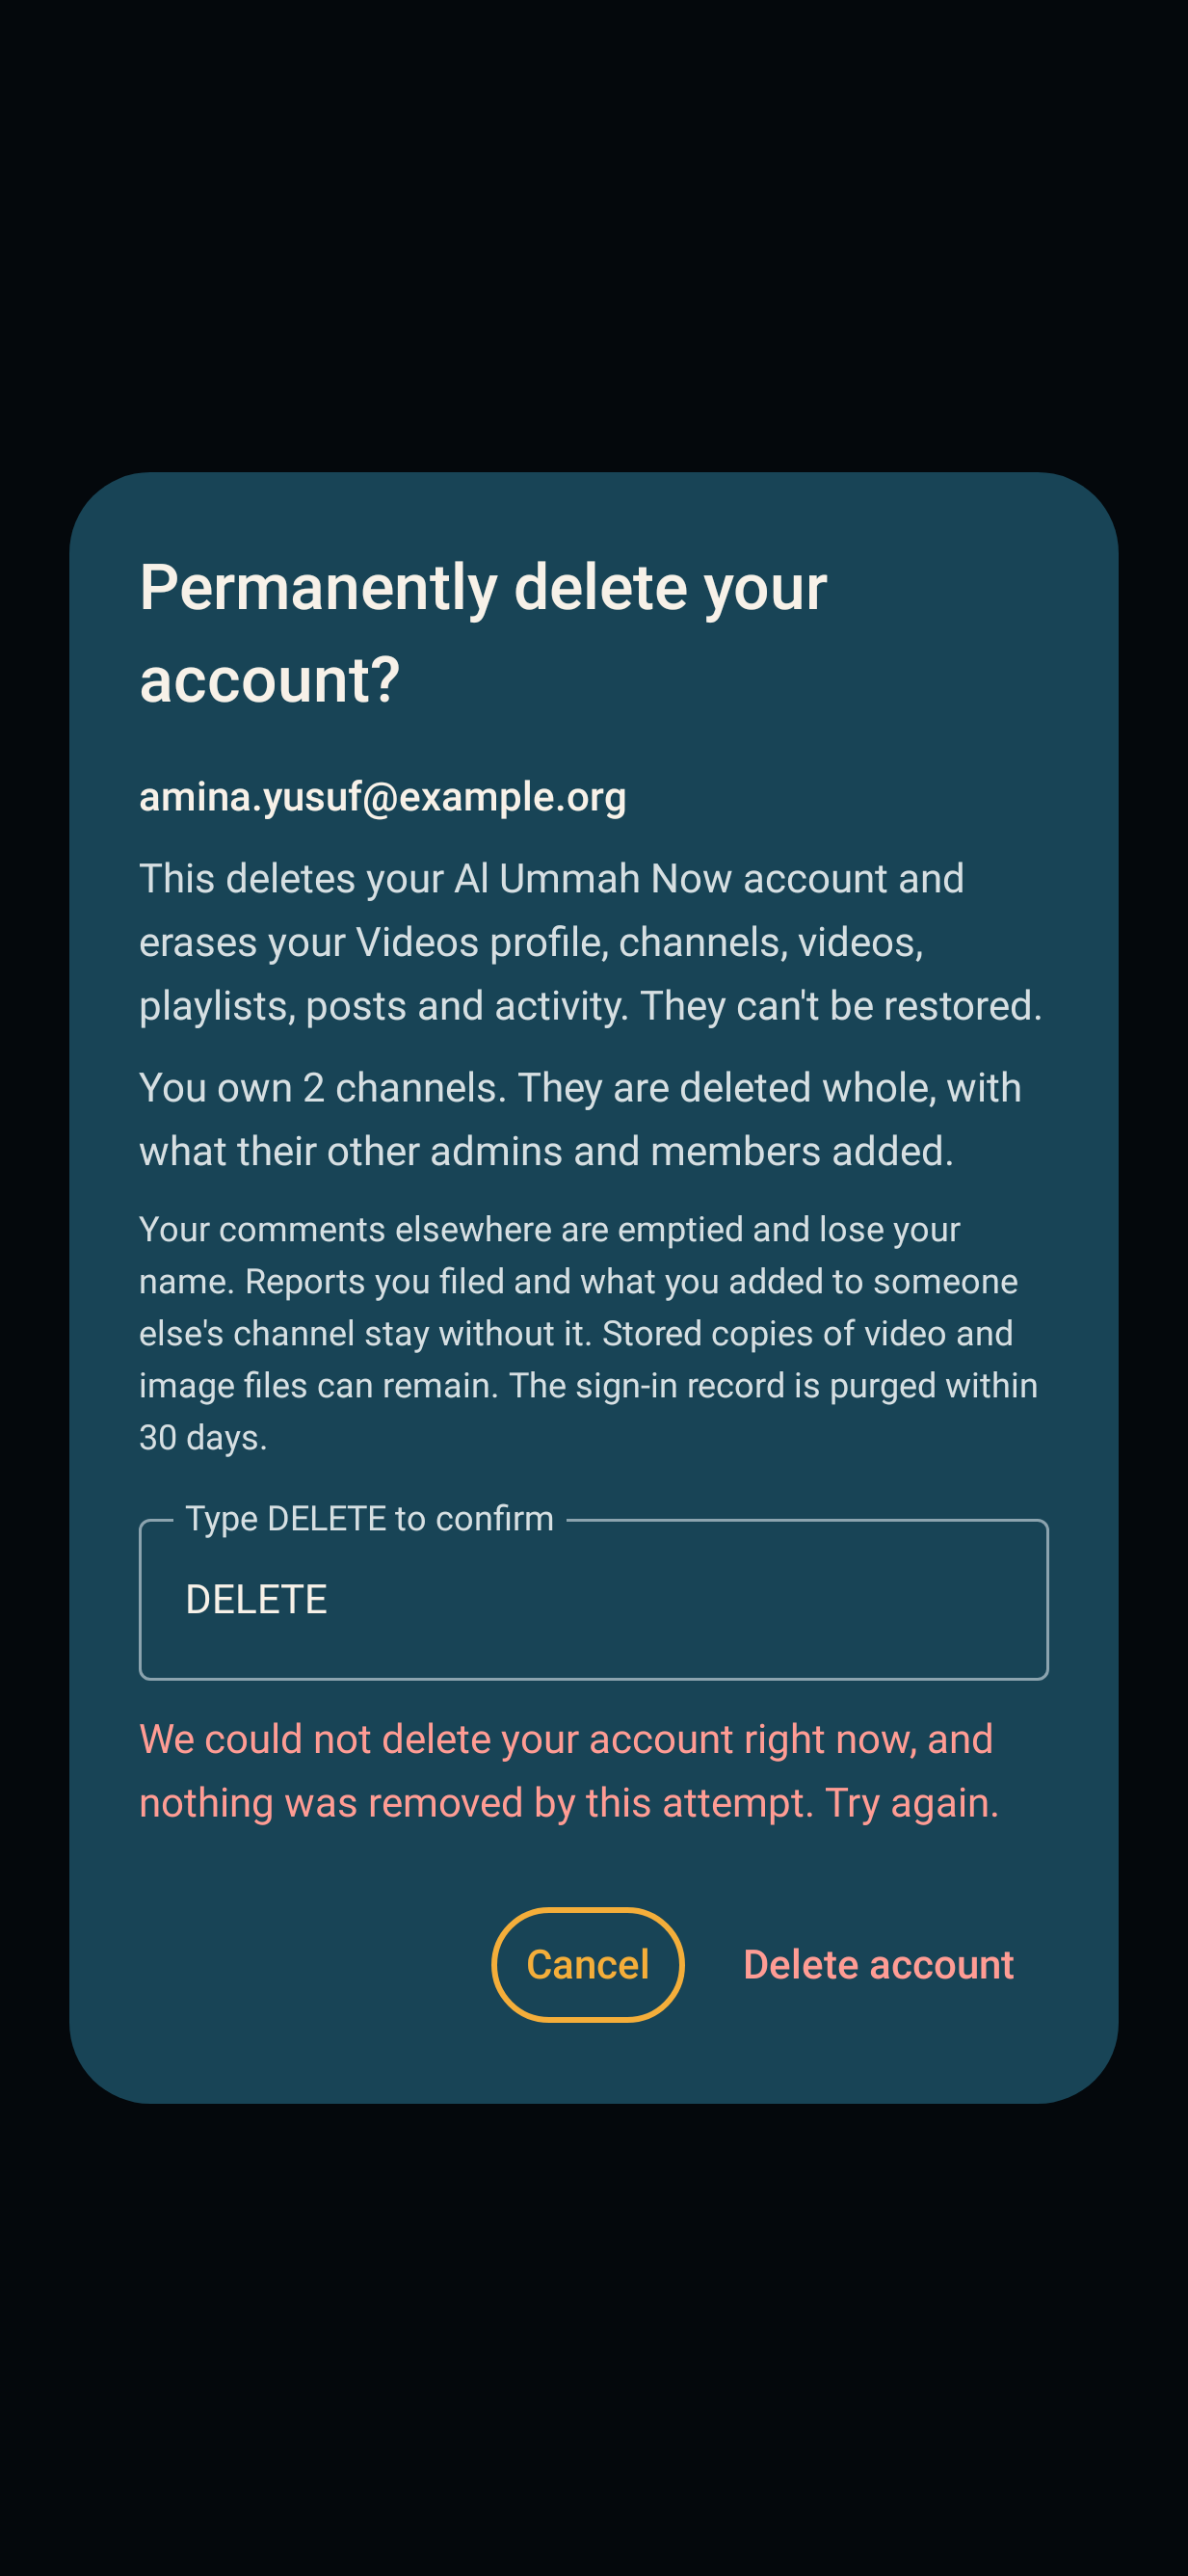 Permanently delete your
account?
amina.yusuf@example.org
This deletes your Al Ummah Now account and
erases your Videos profile, channels, videos,
playlists, posts and activity. They can't be restored.
You own 2 channels. They are deleted whole, with
what their other admins and members added.
Your comments elsewhere are emptied and lose your
name. Reports you filed and what you added to someone
else's channel stay without it. Stored copies of video and
image files can remain. The sign-in record is purged within
30 days.
Type DELETE to confirm
DELETE
We could not delete your account right now, and
nothing was removed by this attempt. Try again.
Cancel Delete account